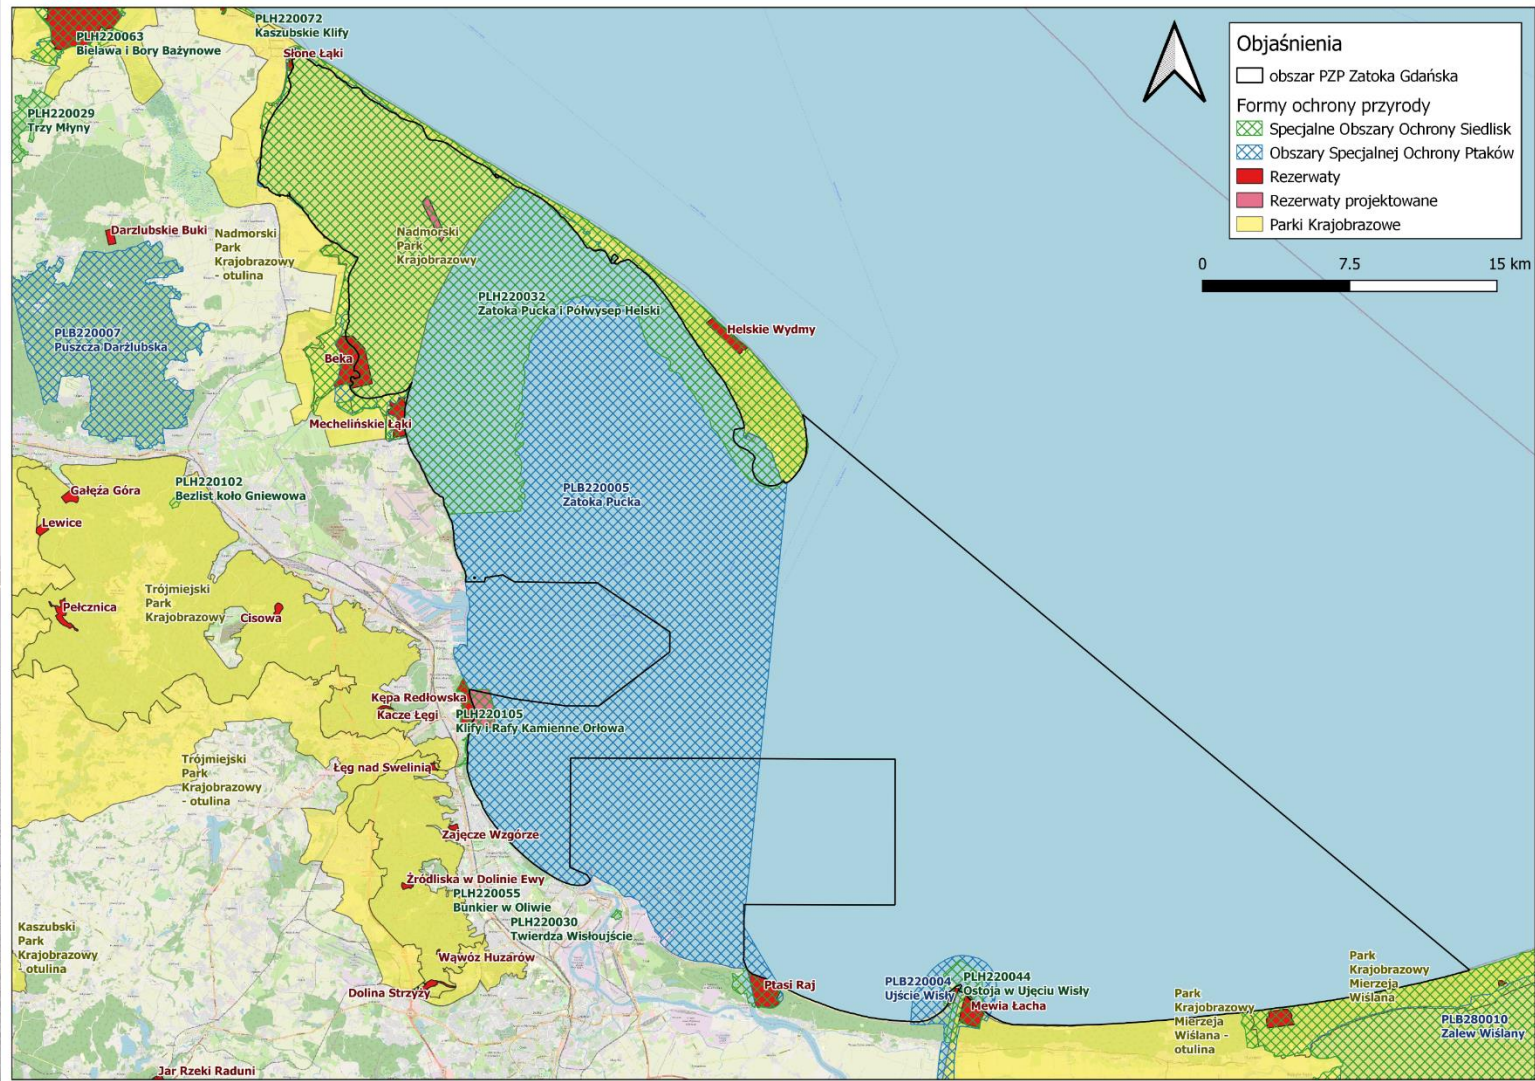 PLH220072
Kaszubskie Klify
PLH220063
Bielawa i Bory Bażynowe
Słone Łąki
PLH220029
Trzy Młyny
Objaśnienia
obszar PZP Zatoka Gdańska
Formy ochrony przyrody
Specjalne Obszary Ochrony Siedlisk
Obszary Specjalnej Ochrony Ptaków
Rezerwaty
Rezerwaty projektowane
Parki Krajobrazowe
0 7.5 15 km
Darżlubskie Buki
Nadmorski
Park
Krajobrazowy
- otulina
Nadmorski
Park
Krajobrazowy
PLH220032
Zatoka Pucka i Półwysep Helski
PLB220007
Puszcza Darżlubska
Helskie Wydmy
Beka
Mechelińskie Łąki
PLH220102
Bezlist koło Gniewowa
Gałęźa Góra
Lewice
PLB220005
Zatoka Pucka
Trójmiejski
Park
Krajobrazowy
Pełcznica
Cisowa
Kępa Redłowska
Kacze Łęgi
PLH220105
Klify i Rafy Kamienne Orłowa
Trójmiejski
Park
Krajobrazowy
- otulina
Łęg nad Swelinią
Zajęcze Wzgórze
Źródliska w Dolinie Ewy
PLH220055
Bunkier w Oliwie
PLH220030
Twierdza Wisłoujście
Kaszubski
Park
Krajobrazowy
- otulina
Wąwóz Huzarów
Dolina Strzyży
Ptasi Raj
PLB220004
Ujście Wisły
PLH220044
Ostoja w Ujęciu Wisły
Mewia Łacha
Park
Krajobrazowy
Mierzeja
Wiślana -
otulina
Park
Krajobrazowy
Mierzeja
Wiślana
PLB280010
Zalew Wiślany
Jar Rzeki Raduni